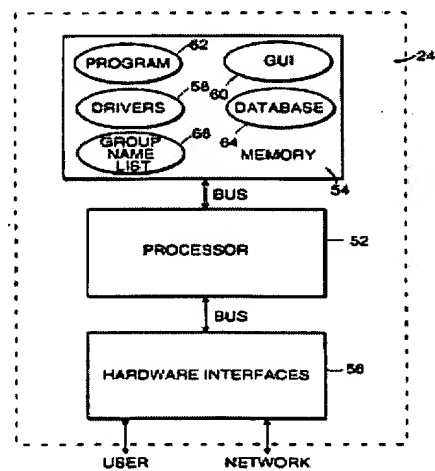 62
PROGRAM
GUI
24
58
60
DRIVERS
DATABASE
66
64
GROUP
NAME
LIST
MEMORY
54
BUS
PROCESSOR
52
BUS
HARDWARE INTERFACES
56
USER
NETWORK